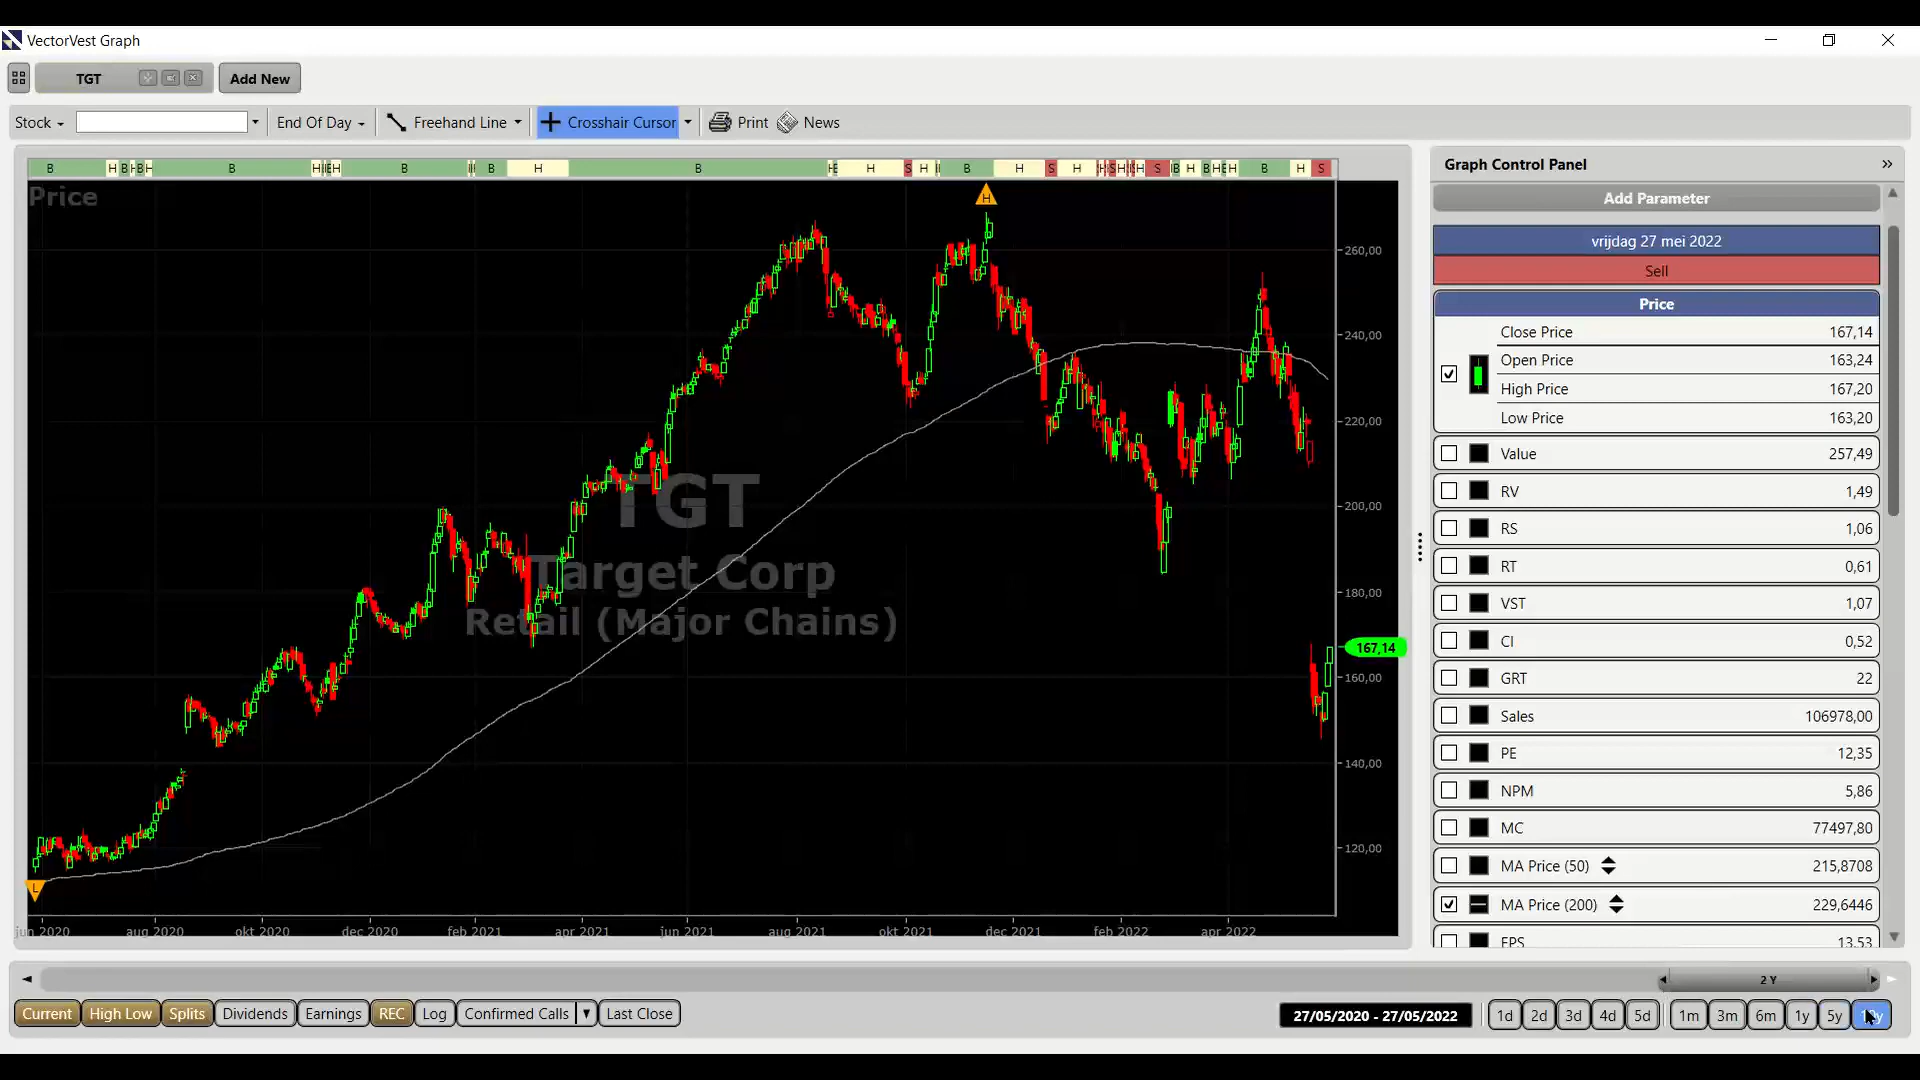 VectorVest Graph
TGT
Add New
Stock
End Of Day
Freehand Line
Crosshair Cursor
Print
News
B H B H B H B H H B B H B H H S H B H S H H S H H S B H B H E H B H S
Price
H
TGT
Target Corp
Retail (Major Chains)
L
260,00
240,00
220,00
200,00
180,00
167,14
160,00
140,00
120,00
jun 2020 aug 2020 okt 2020 dec 2020 feb 2021 apr 2021 jun 2021 aug 2021 okt 2021 dec 2021 feb 2022 apr 2022
Graph Control Panel
Add Parameter
vrijdag 27 mei 2022
Sell
Price
Close Price 167,14
Open Price 163,24
High Price 167,20
Low Price 163,20
Value 257,49
RV 1,49
RS 1,06
RT 0,61
VST 1,07
CI 0,52
GRT 22
Sales 106978,00
PE 12,35
NPM 5,86
MC 77497,80
MA Price (50) 215,8708
MA Price (200) 229,6446
EPS 13,53
2 Y
Current High Low Splits Dividends Earnings REC Log Confirmed Calls Last Close
27/05/2020 - 27/05/2022
1d 2d 3d 4d 5d 1m 3m 6m 1y 5y